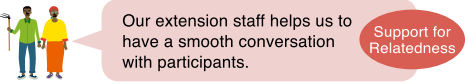 Our extension staff helps us to
have a smooth conversation
with participants.
Support for
Relatedness